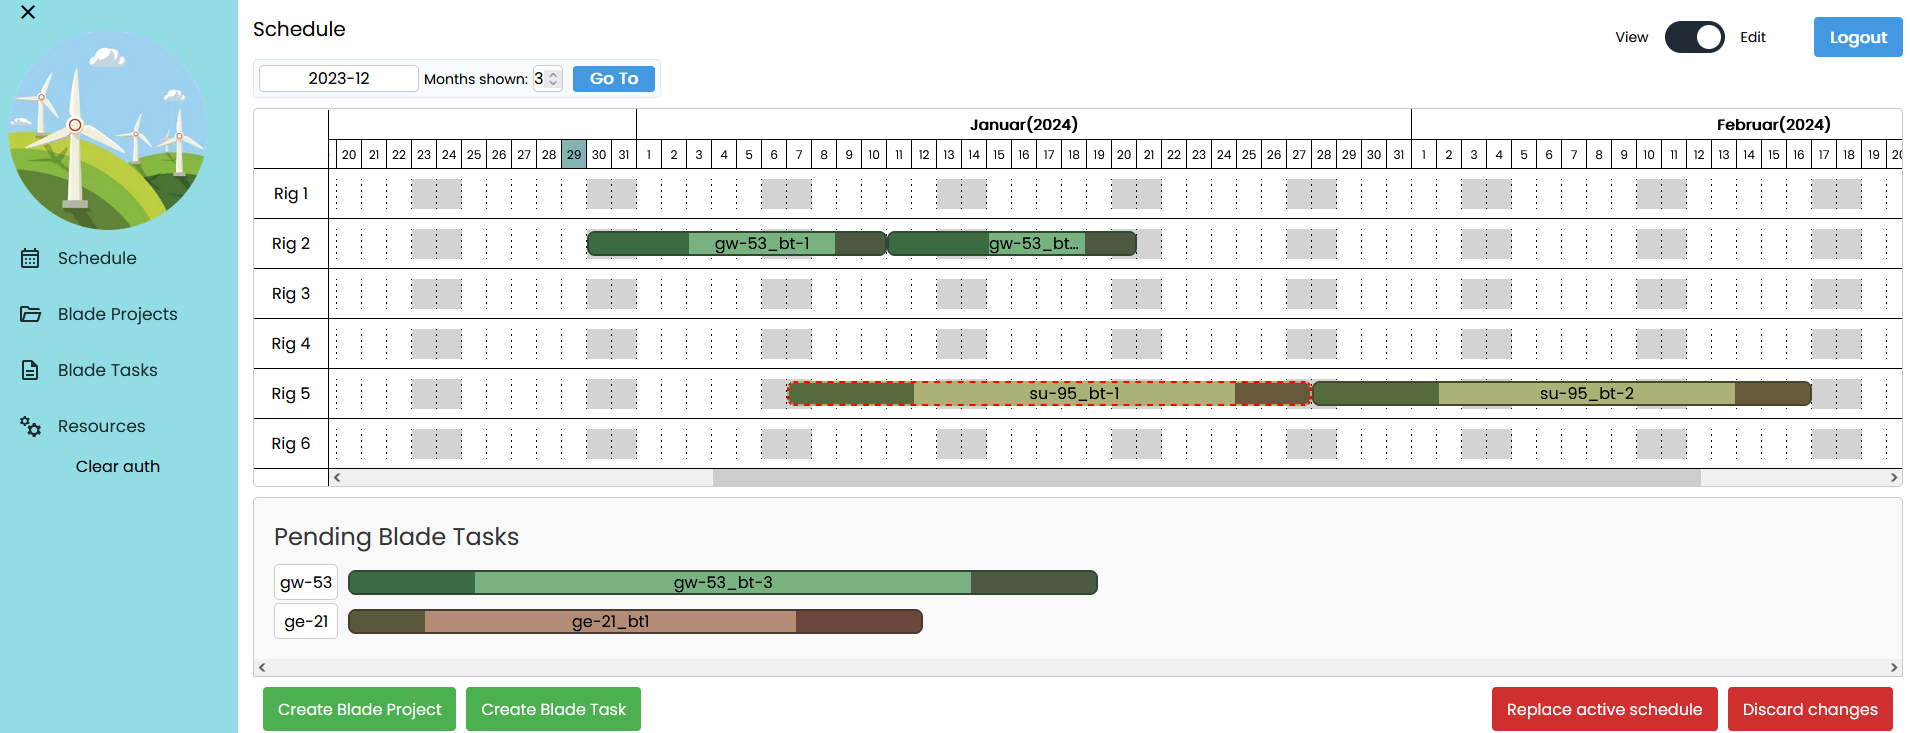 Schedule
View Edit Logout
2023-12 Months shown: 3 Go To
Januar(2024) Februar(2024)
20 21 22 23 24 25 26 27 28 29 30 31 1 2 3 4 5 6 7 8 9 10 11 12 13 14 15 16 17 18 19 20 21 22 23 24 25 26 27 28 29 30 31 1 2 3 4 5 6 7 8 9 10 11 12 13 14 15 16 17 18 19
Rig 1
Rig 2 gw-53_bt-1 gw-53_bt...
Rig 3
Rig 4
Rig 5 su-95_bt-1 su-95_bt-2
Rig 6
Schedule
Blade Projects
Blade Tasks
Resources
Clear auth
Pending Blade Tasks
gw-53 gw-53_bt-3
ge-21 ge-21_bt1
Create Blade Project Create Blade Task Replace active schedule Discard changes